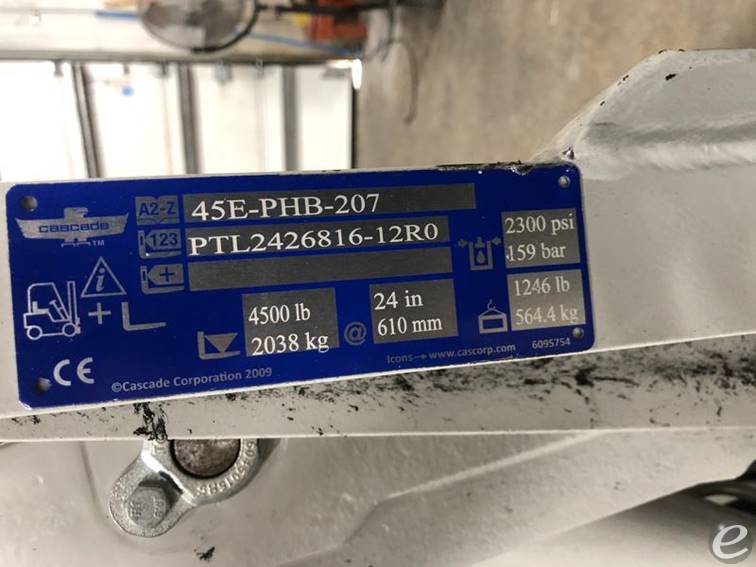 cascade
TM
A2-Z 45E-PHB-207
123 PTL2426816-12R0
2300 psi
159 bar
4500 lb
2038 kg
@
24 in
610 mm
1246 lb
564.4 kg
CE
©Cascade Corporation 2009
Icons→www.cascorp.com
6095754
e